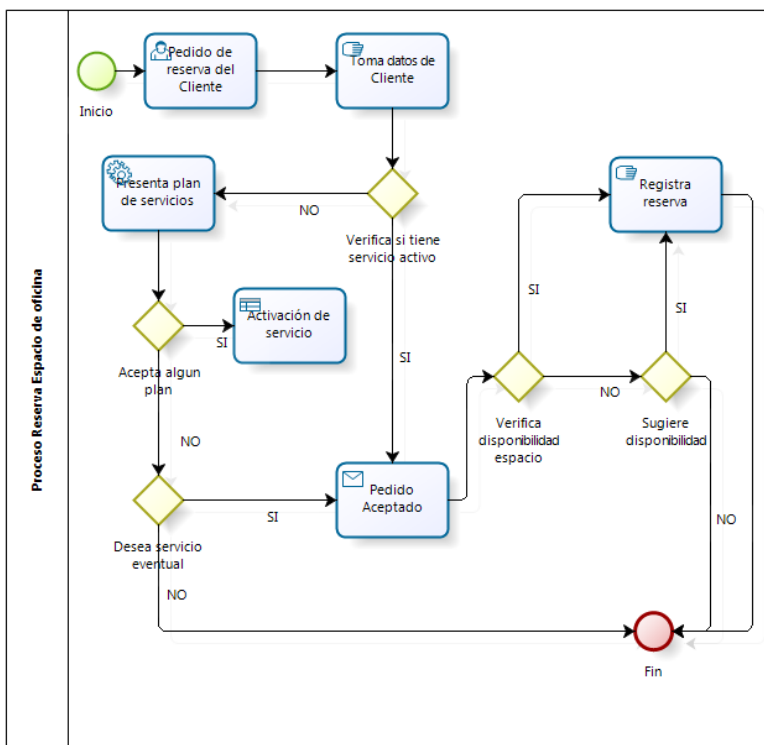 Proceso Reserva Espacio de oficina
Inicio
Pedido de
reserva del
Cliente
Toma datos de
Cliente
Presenta plan
de servicios
NO
Verifica si tiene
servicio activo
Registra
reserva
Activación de
servicio
SI
Acepta algun
plan
SI
SI
SI
NO
Verifica
disponibilidad
espacio
NO
Sugiere
disponibilidad
Pedido
Aceptado
SI
Desea servicio
eventual
NO
NO
Fin